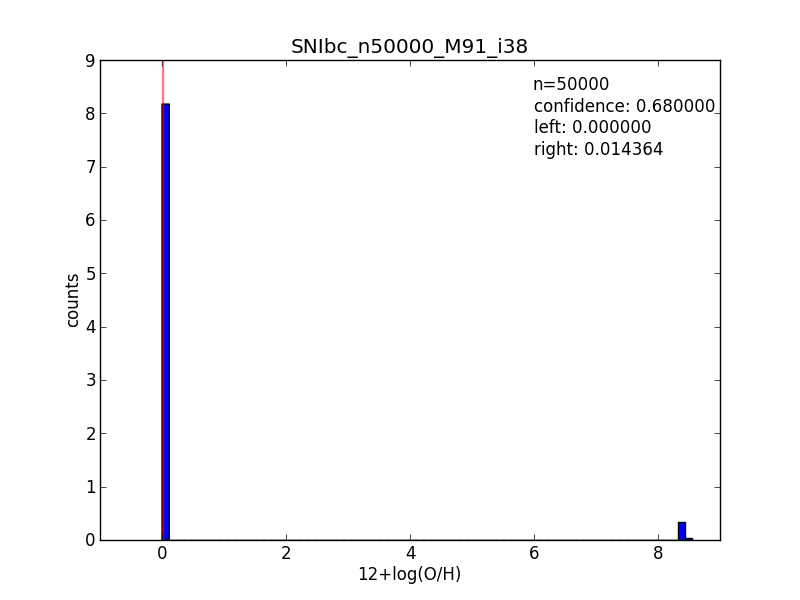 SNIbc_n50000_M91_i38
n=50000
confidence: 0.680000
left: 0.000000
right: 0.014364
9
8
7
6
5
4
3
2
1
0
counts
0 2 4 6 8
12+log(O/H)